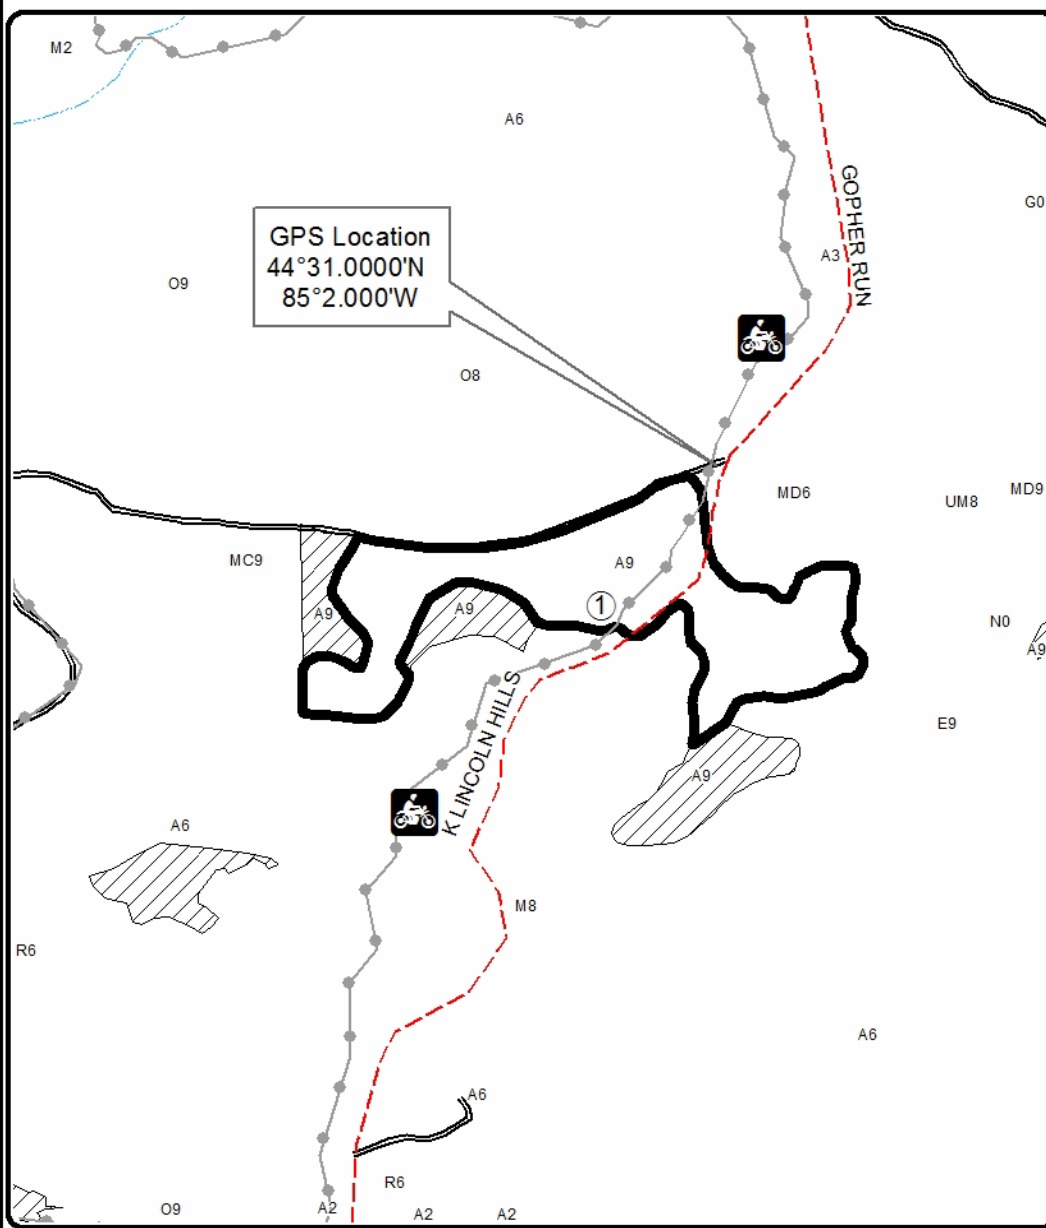 M2
A6
G0
GOPHER RUN
A3
GPS Location
44°31.0000'N
85°2.000'W
O9
O8
MD6
MD9
UM8
MC9
A9
A9
A9
1
N0
A9
K LINCOLN HILLS
E9
A9
A6
M8
R6
A6
A6
R6
O9
A2
A2
A2